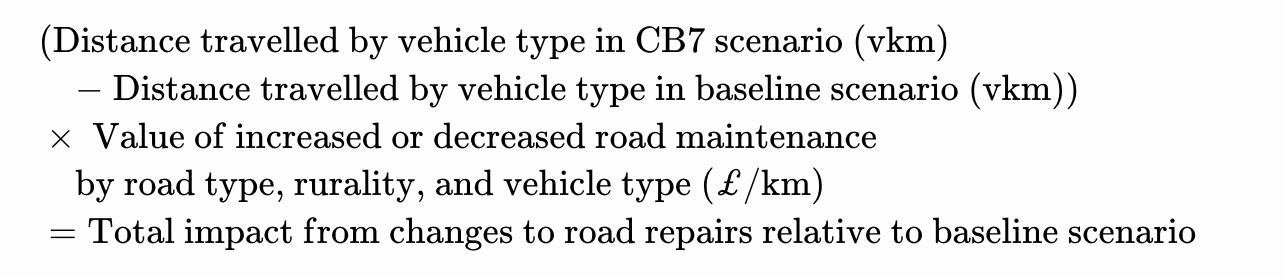 (Distance travelled by vehicle type in CB7 scenario (vkm)
− Distance travelled by vehicle type in baseline scenario (vkm))
× Value of increased or decreased road maintenance
by road type, rurality, and vehicle type (£/km)
= Total impact from changes to road repairs relative to baseline scenario